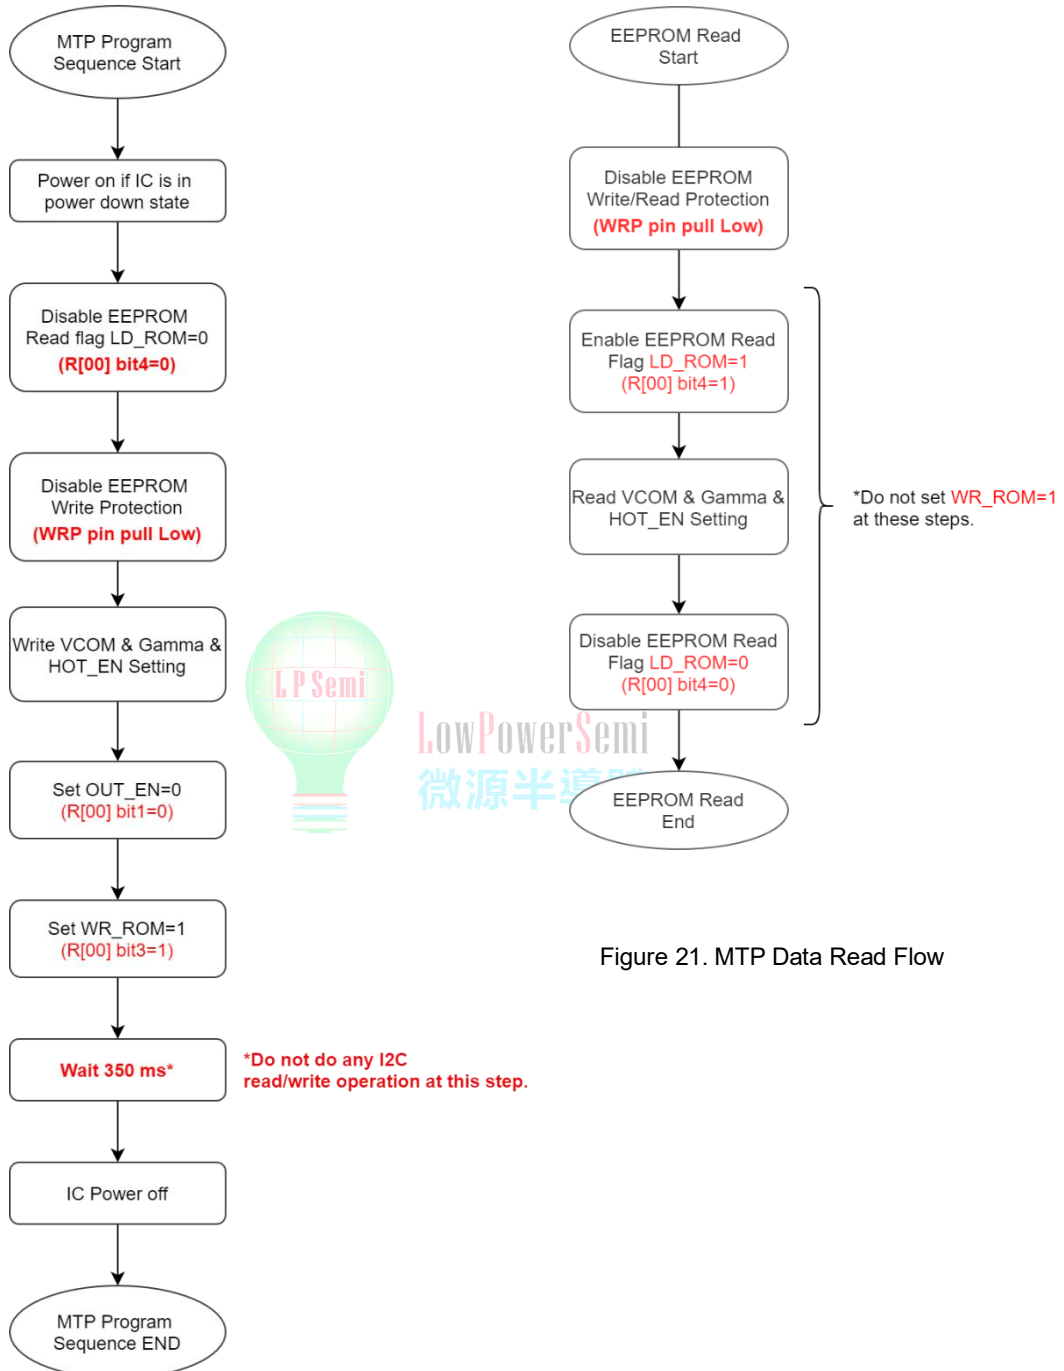 MTP Program
Sequence Start
Power on if IC is in
power down state
Disable EEPROM
Read flag LD_ROM=0
(R[00] bit4=0)
Disable EEPROM
Write Protection
(WRP pin pull Low)
Write VCOM & Gamma &
HOT_EN Setting
Set OUT_EN=0
(R[00] bit1=0)
Set WR_ROM=1
(R[00] bit3=1)
Wait 350 ms*
*Do not do any I2C
read/write operation at this step.
IC Power off
MTP Program
Sequence END
EEPROM Read
Start
Disable EEPROM
Write/Read Protection
(WRP pin pull Low)
Enable EEPROM Read
Flag LD_ROM=1
(R[00] bit4=1)
Read VCOM & Gamma &
HOT_EN Setting
Disable EEPROM Read
Flag LD_ROM=0
(R[00] bit4=0)
*Do not set WR_ROM=1
at these steps.
EEPROM Read
End
LP Semi
LowPowerSemi
微源半導
Figure 21. MTP Data Read Flow